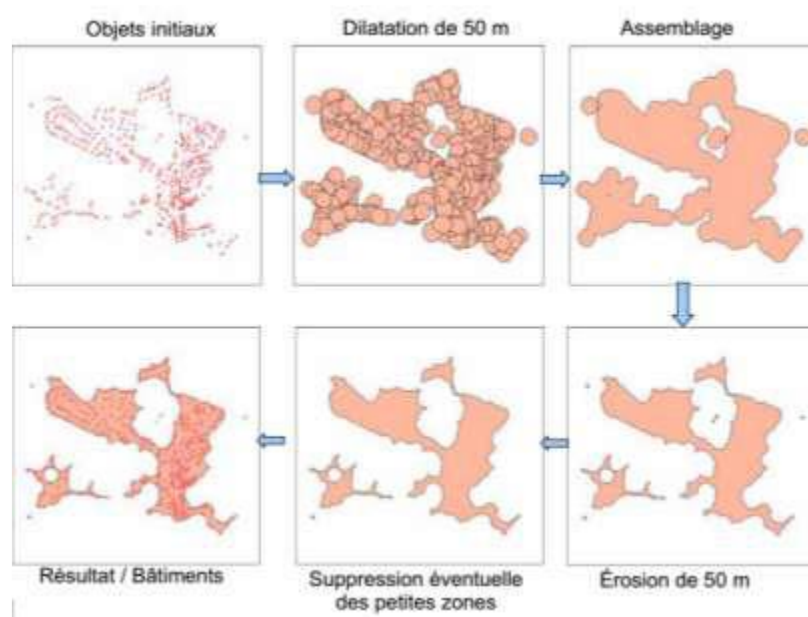 Objets initiaux
Dilatation de 50 m
Assemblage
Résultat / Bâtiments
Suppression éventuelle
des petites zones
Érosion de 50 m